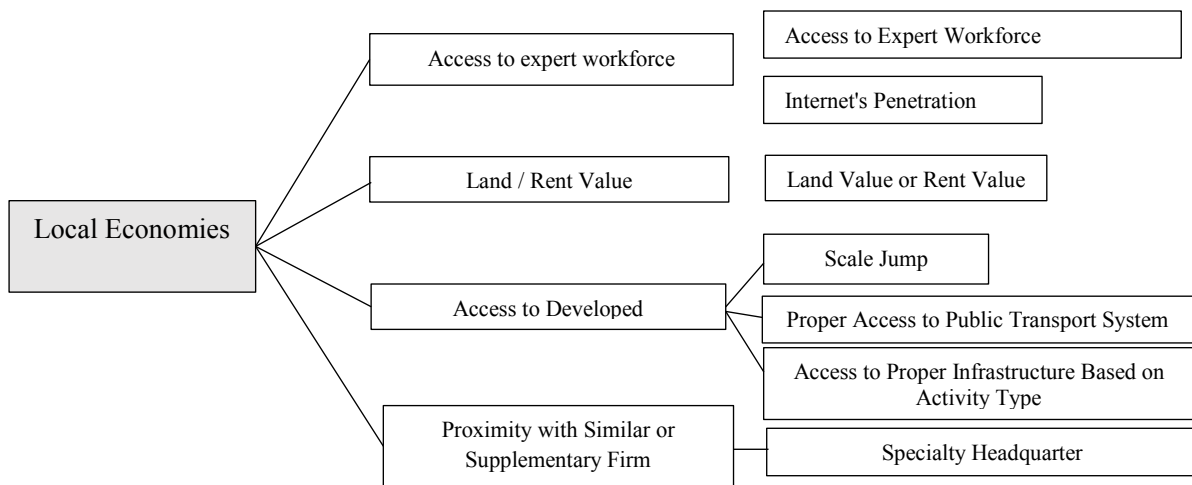 Local Economies
Access to expert workforce
Access to Expert Workforce
Internet's Penetration
Land / Rent Value
Land Value or Rent Value
Access to Developed
Scale Jump
Proper Access to Public Transport System
Access to Proper Infrastructure Based on
Activity Type
Proximity with Similar or
Supplementary Firm
Specialty Headquarter